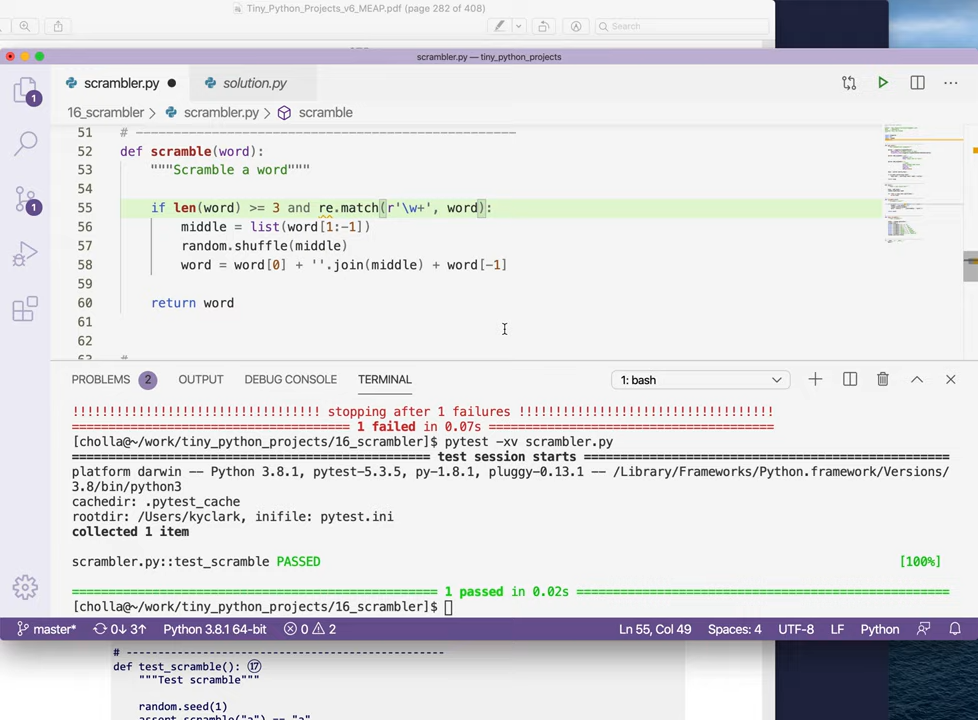 Tiny_Python_Projects_v6_MEAP.pdf (page 282 of 408)
Search
scrambler.py — tiny_python_projects
scrambler.py
solution.py
16_scrambler > scrambler.py > scramble
51 # --------------------------------------------------
52 def scramble(word):
53 """Scramble a word"""
54
55 if len(word) >= 3 and re.match(r'\w+', word):
56 middle = list(word[1:-1])
57 random.shuffle(middle)
58 word = word[0] + ''.join(middle) + word[-1]
59
60 return word
61
62
63 #
1
1
PROBLEMS 2 OUTPUT DEBUG CONSOLE TERMINAL 1: bash
!!!!!!!!!!!!!!!!!!!!!!!!!!!!!!!!! stopping after 1 failures !!!!!!!!!!!!!!!!!!!!!!!!!!!!!!!!!
===================================== 1 failed in 0.07s ======================================
[cholla@~/work/tiny_python_projects/16_scrambler]$ pytest -xv scrambler.py
==================================== test session starts =====================================
platform darwin -- Python 3.8.1, pytest-5.3.5, py-1.8.1, pluggy-0.13.1 -- /Library/Frameworks/Python.framework/Versions/
3.8/bin/python3
cachedir: .pytest_cache
rootdir: /Users/kyclark, inifile: pytest.ini
collected 1 item
scrambler.py::test_scramble PASSED [100%]
===================================== 1 passed in 0.02s ======================================
[cholla@~/work/tiny_python_projects/16_scrambler]$
master* 0↓ 3↑ Python 3.8.1 64-bit 0 2 Ln 55, Col 49 Spaces: 4 UTF-8 LF Python
# --------------------------------------------------
def test_scramble(): ⑰
"""Test scramble"""
random.seed(1)
assert scramble("a") == "a"